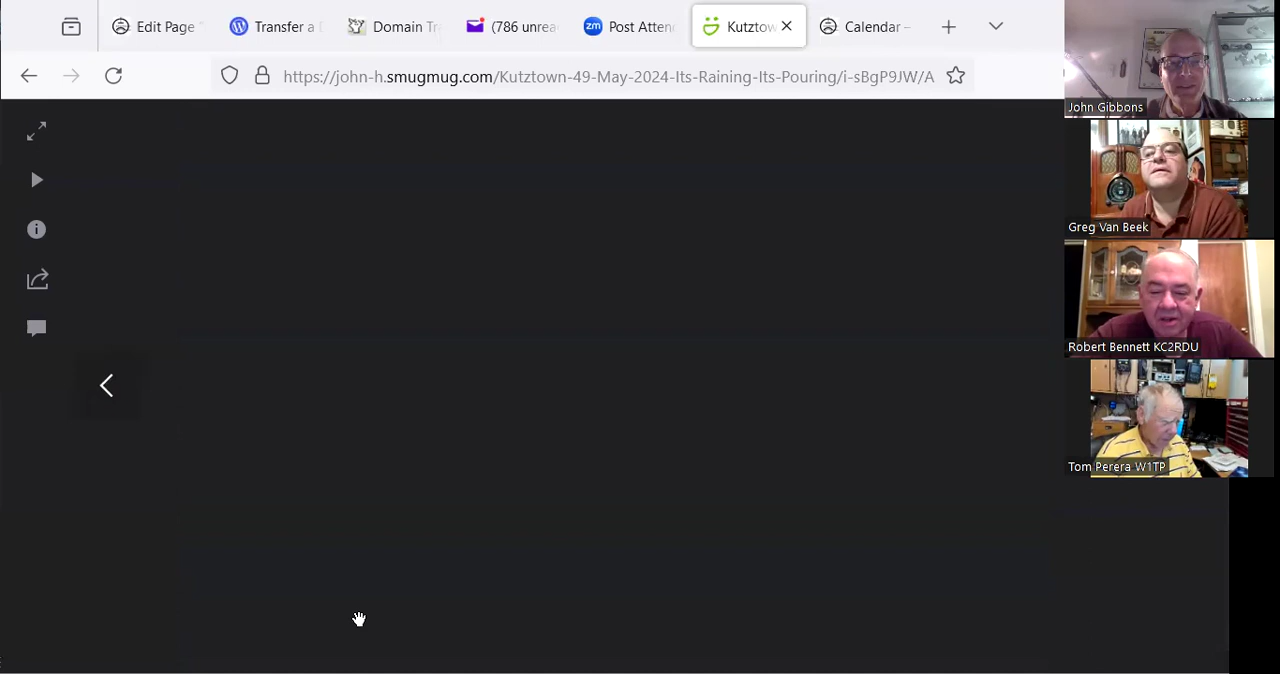 Edit Page
Transfer a
Domain Tr
(786 unrea
zm
Post Atten
Kutztow
Calendar –
https://john-h.smugmug.com/Kutztown-49-May-2024-Its-Raining-Its-Pouring/i-sBgP9JW/A
John Gibbons
Greg Van Beek
Robert Bennett KC2RDU
Tom Perera W1TP